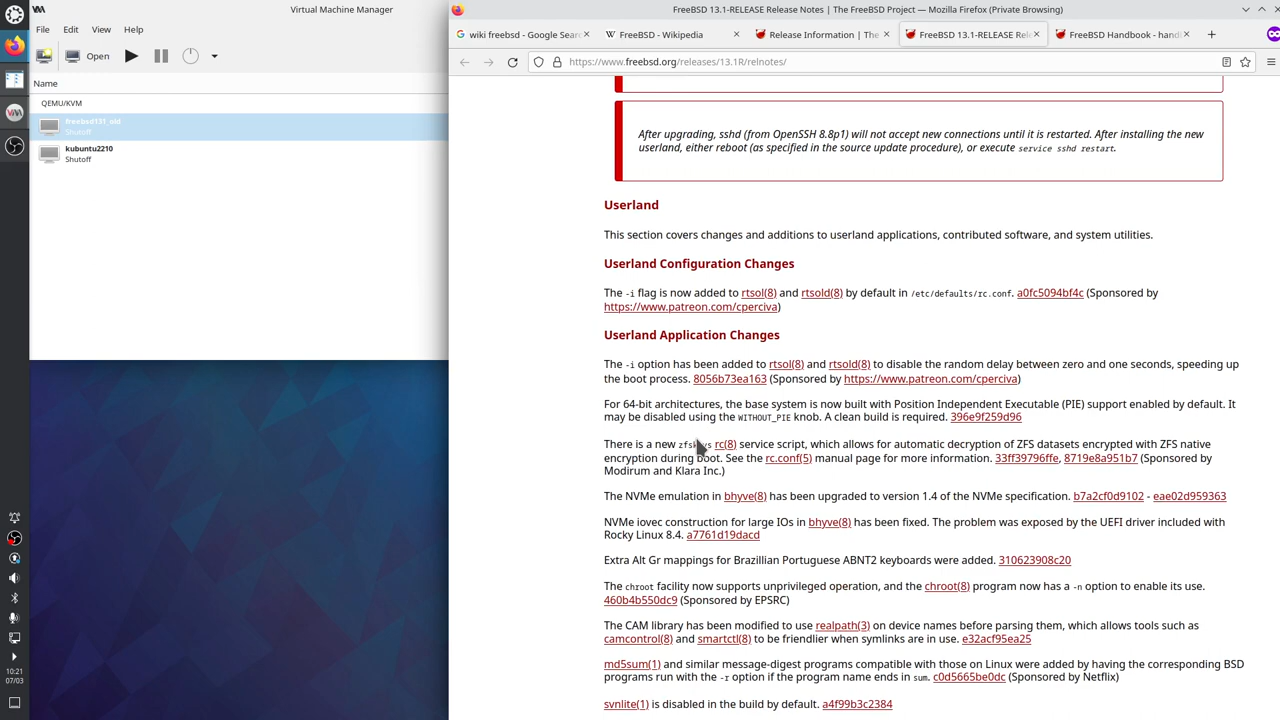 Virtual Machine Manager
File Edit View Help
Open
Name
QEMU/KVM
freebsd131_old
Shutoff
kubuntu2210
Shutoff
10:21
07/03
FreeBSD 13.1-RELEASE Release Notes | The FreeBSD Project — Mozilla Firefox (Private Browsing)
wiki freebsd - Google Sear
FreeBSD - Wikipedia
Release Information | The
FreeBSD 13.1-RELEASE Rel
FreeBSD Handbook - hand
https://www.freebsd.org/releases/13.1R/relnotes/
After upgrading, sshd (from OpenSSH 8.8p1) will not accept new connections until it is restarted. After installing the new
userland, either reboot (as specified in the source update procedure), or execute service sshd restart.
Userland
This section covers changes and additions to userland applications, contributed software, and system utilities.
Userland Configuration Changes
The -i flag is now added to rtsol(8) and rtsold(8) by default in /etc/defaults/rc.conf. a0fc5094bf4c (Sponsored by
https://www.patreon.com/cperciva)
Userland Application Changes
The -i option has been added to rtsol(8) and rtsold(8) to disable the random delay between zero and one seconds, speeding up
the boot process. 8056b73ea163 (Sponsored by https://www.patreon.com/cperciva)
For 64-bit architectures, the base system is now built with Position Independent Executable (PIE) support enabled by default. It
may be disabled using the WITHOUT_PIE knob. A clean build is required. 396e9f259d96
There is a new rc(8) service script, which allows for automatic decryption of ZFS datasets encrypted with ZFS native
encryption during boot. See the rc.conf(5) manual page for more information. 33ff39796ffe, 8719e8a951b7 (Sponsored by
Modirum and Klara Inc.)
The NVMe emulation in bhyve(8) has been upgraded to version 1.4 of the NVMe specification. b7a2cf0d9102 - eae02d959363
NVMe iovec construction for large IOs in bhyve(8) has been fixed. The problem was exposed by the UEFI driver included with
Rocky Linux 8.4. a7761d19dacd
Extra Alt Gr mappings for Brazillian Portuguese ABNT2 keyboards were added. 310623908c20
The chroot facility now supports unprivileged operation, and the chroot(8) program now has a -n option to enable its use.
460b4b550dc9 (Sponsored by EPSRC)
The CAM library has been modified to use realpath(3) on device names before parsing them, which allows tools such as
camcontrol(8) and smartctl(8) to be friendlier when symlinks are in use. e32acf95ea25
md5sum(1) and similar message-digest programs compatible with those on Linux were added by having the corresponding BSD
programs run with the -r option if the program name ends in sum. c0d5665be0dc (Sponsored by Netflix)
svnlite(1) is disabled in the build by default. a4f99b3c2384